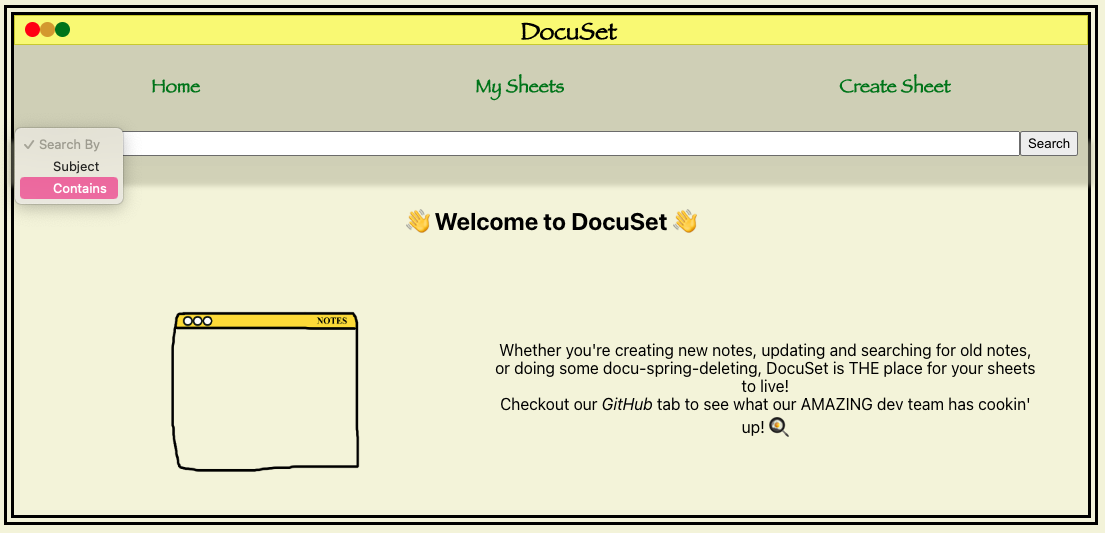 DocuSet
Home My Sheets Create Sheet
Search By
Search
Subject
Contains
👋 Welcome to DocuSet 👋
NOTES
Whether you're creating new notes, updating and searching for old notes,
or doing some docu-spring-deleting, DocuSet is THE place for your sheets
to live!
Checkout our GitHub tab to see what our AMAZING dev team has cookin'
up! 🍳